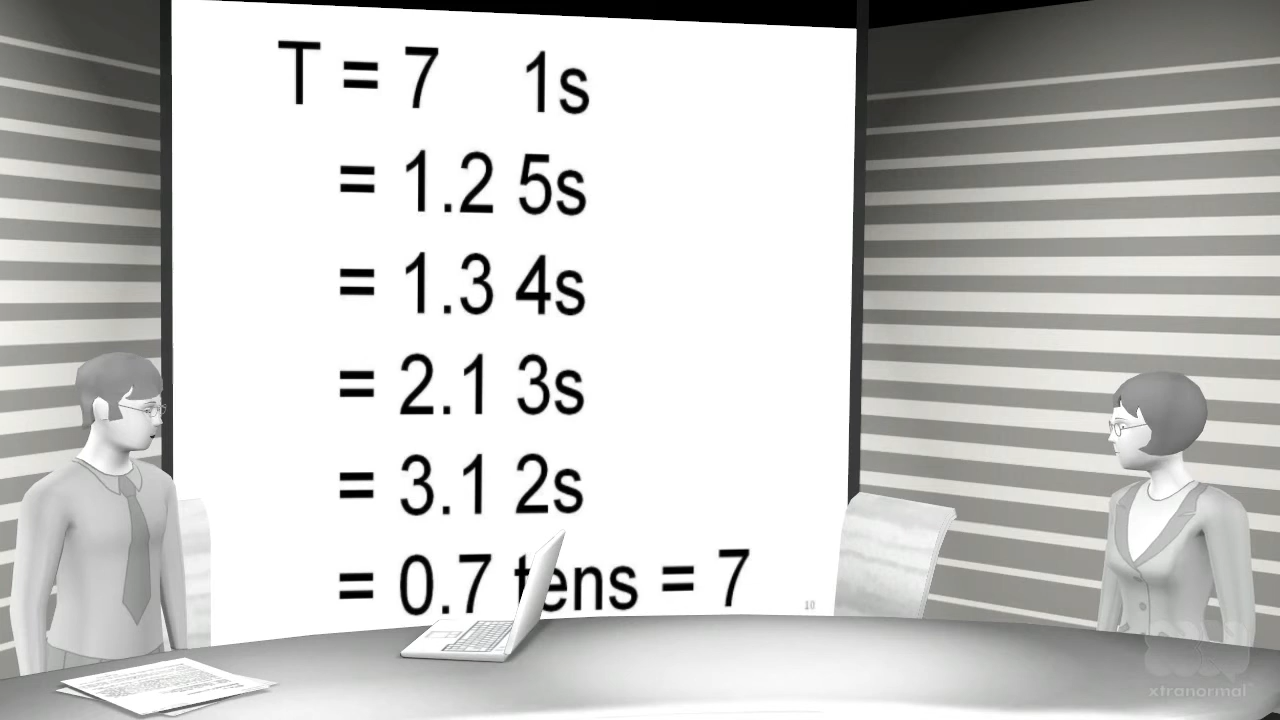 T = 7 1s
= 1.2 5s
= 1.3 4s
= 2.1 3s
= 3.1 2s
= 0.7 tens = 7
10
xtranormal